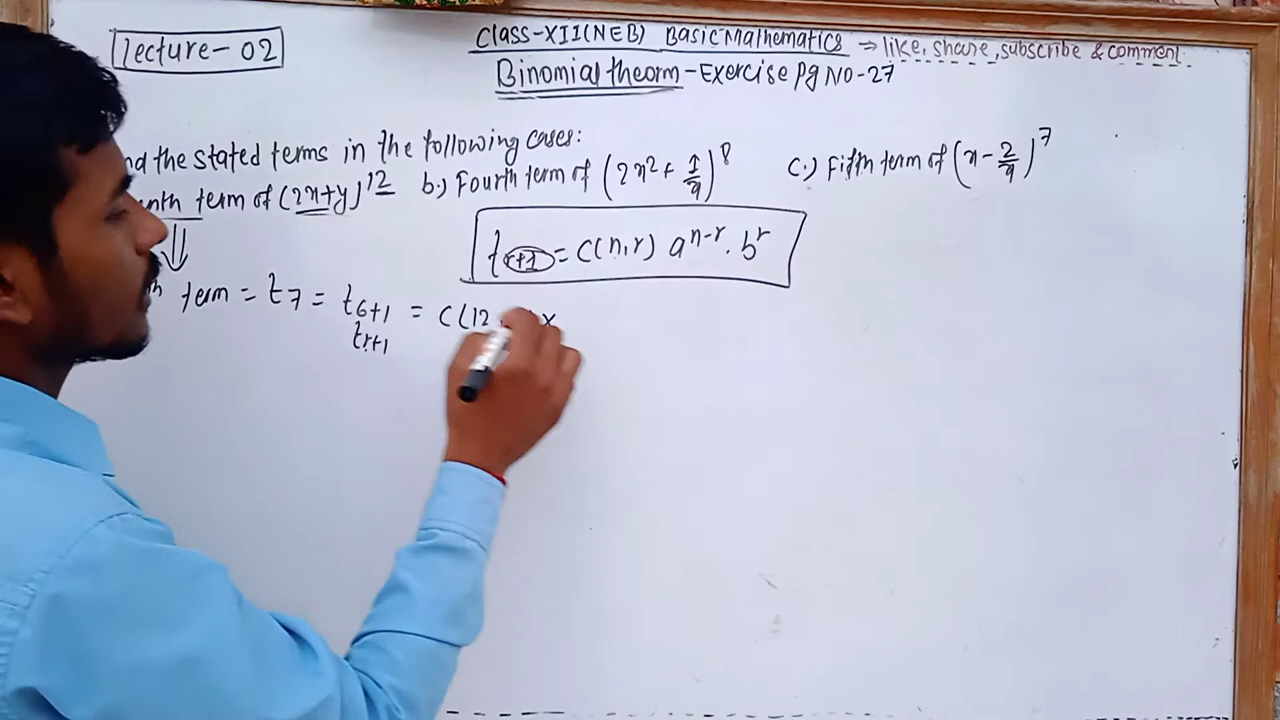 Lecture-02
Class-XII(NEB) Basic Mathematics → like, share, subscribe & comment.
Binomial theorm - Exercise pg NO-27
the stated terms in the following cases:
term of (2x+y)^12 b.) Fourth term of (2x² + 1/x)^8 c.) Fifth term of (x - 2/x)^7
t r+1 = C(n,r) a^n-r . b^r
term = t7 = t6+1 = C(12
tr+1